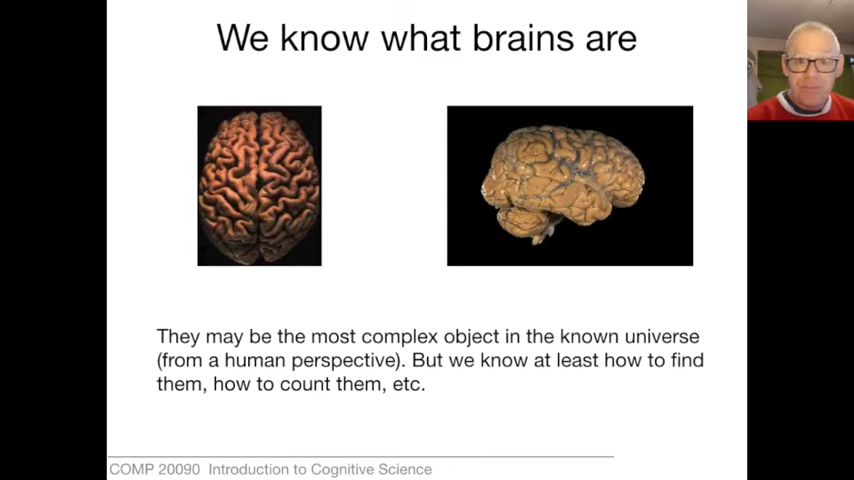 We know what brains are
They may be the most complex object in the known universe
(from a human perspective). But we know at least how to find
them, how to count them, etc.
COMP 20090 Introduction to Cognitive Science